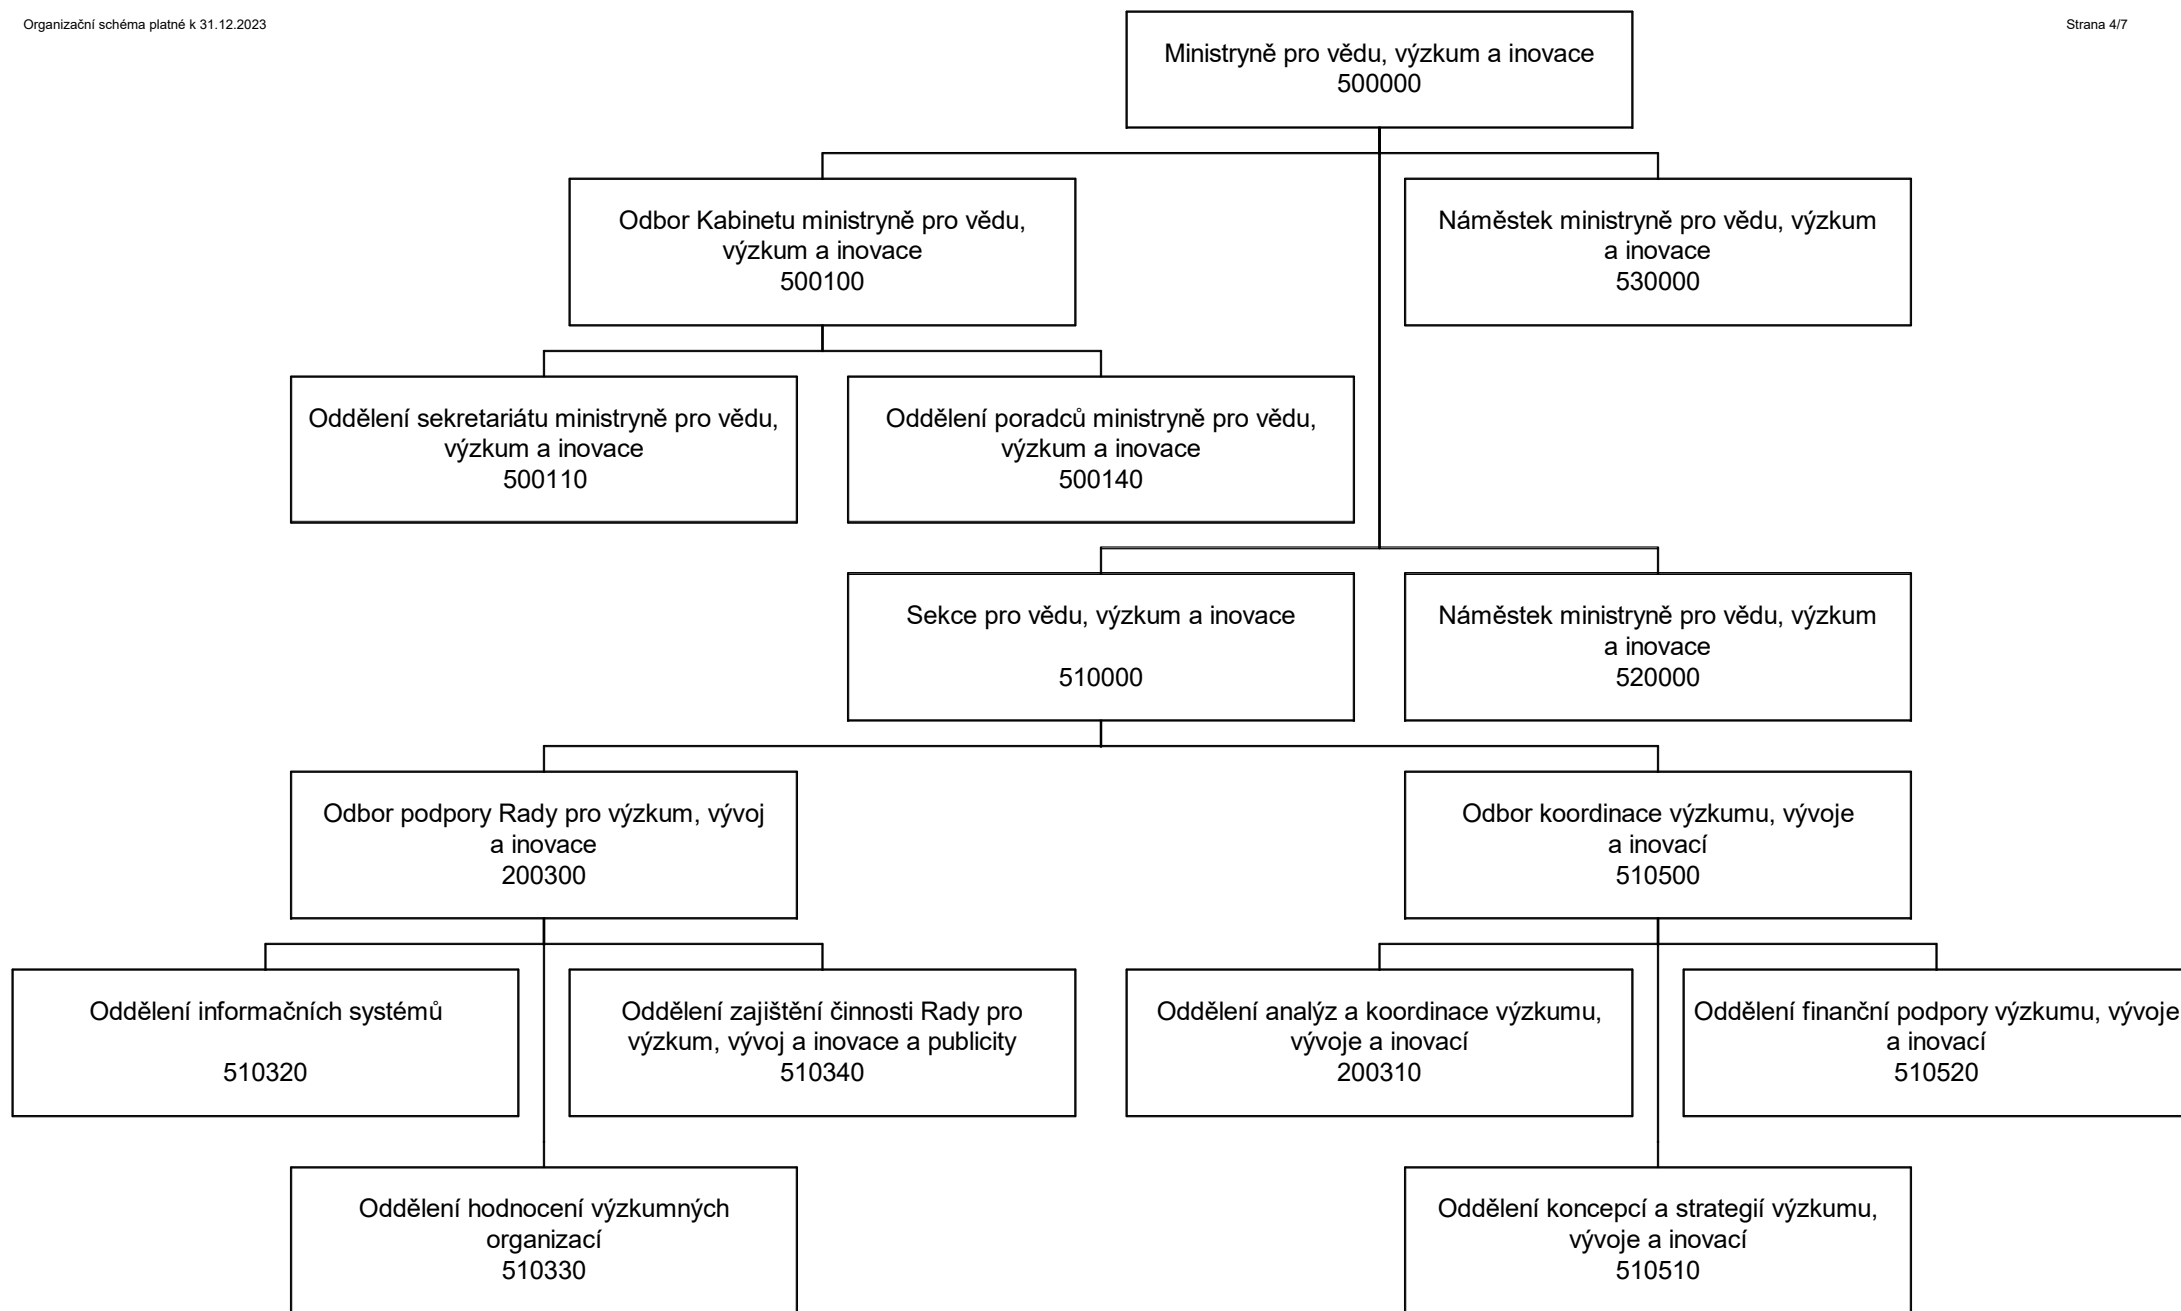 Organizační schéma platné k 31.12.2023
Strana 4/7
Ministryně pro vědu, výzkum a inovace
500000
Odbor Kabinetu ministryně pro vědu,
výzkum a inovace
500100
Náměstek ministryně pro vědu, výzkum
a inovace
530000
Oddělení sekretariátu ministryně pro vědu,
výzkum a inovace
500110
Oddělení poradců ministryně pro vědu,
výzkum a inovace
500140
Sekce pro vědu, výzkum a inovace
510000
Náměstek ministryně pro vědu, výzkum
a inovace
520000
Odbor podpory Rady pro výzkum, vývoj
a inovace
200300
Odbor koordinace výzkumu, vývoje
a inovací
510500
Oddělení informačních systémů
510320
Oddělení zajištění činnosti Rady pro
výzkum, vývoj a inovace a publicity
510340
Oddělení analýz a koordinace výzkumu,
vývoje a inovací
200310
Oddělení finanční podpory výzkumu, vývoje
a inovací
510520
Oddělení hodnocení výzkumných
organizací
510330
Oddělení koncepcí a strategií výzkumu,
vývoje a inovací
510510